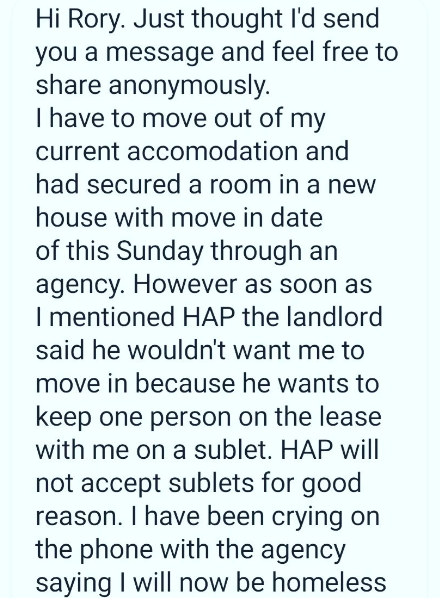 Hi Rory. Just thought I'd send
you a message and feel free to
share anonymously.
I have to move out of my
current accomodation and
had secured a room in a new
house with move in date
of this Sunday through an
agency. However as soon as
I mentioned HAP the landlord
said he wouldn't want me to
move in because he wants to
keep one person on the lease
with me on a sublet. HAP will
not accept sublets for good
reason. I have been crying on
the phone with the agency
saying I will now be homeless